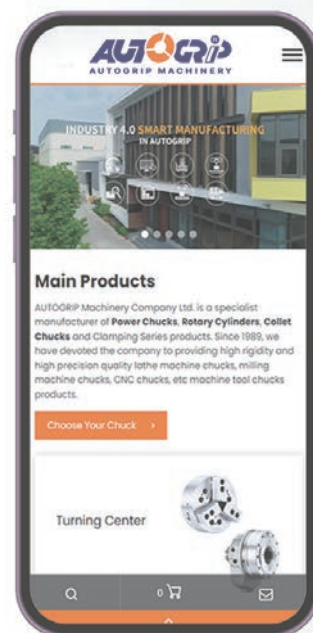 AUTOGRIP
AUTOGRIP MACHINERY
INDUSTRY 4.0 SMART MANUFACTURING
IN AUTOGRIP
Main Products
AUTOGRIP Machinery Company Ltd. is a specialist
manufacturer of Power Chucks, Rotary Cylinders, Collet
Chucks and Clamping Series products. Since 1989, we
have devoted the company to providing high rigidity and
high precision quality lathe machine chucks, milling
machine chucks, CNC chucks, etc machine tool chucks
products.
Choose Your Chuck >
Turning Center
0